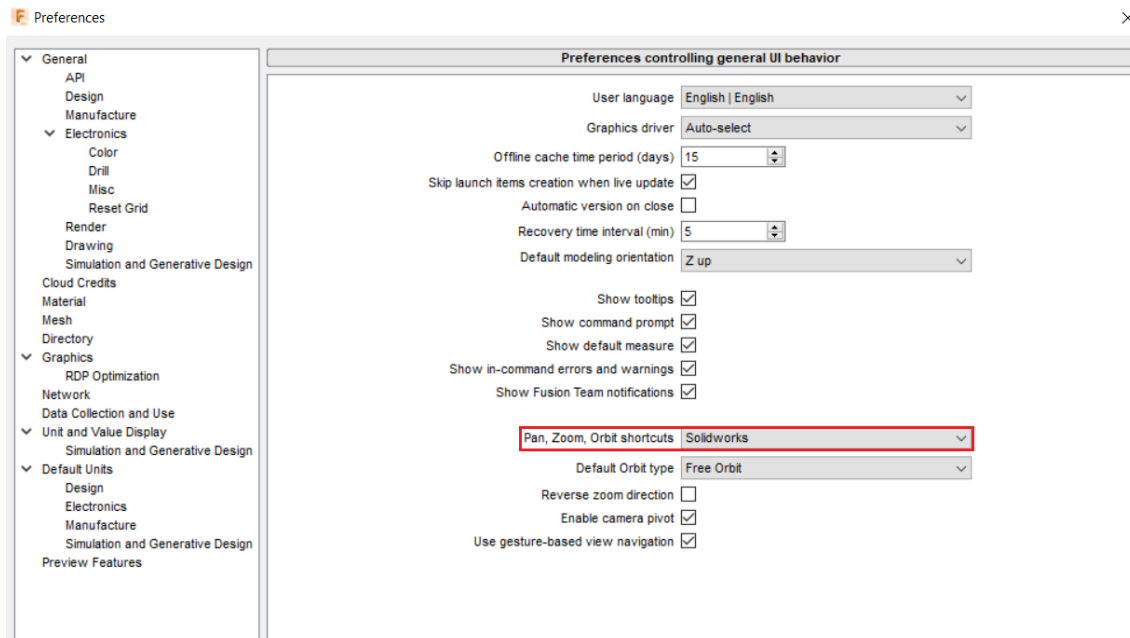 Preferences
General
API
Design
Manufacture
Electronics
Color
Drill
Misc
Reset Grid
Render
Drawing
Simulation and Generative Design
Cloud Credits
Material
Mesh
Directory
Graphics
RDP Optimization
Network
Data Collection and Use
Unit and Value Display
Simulation and Generative Design
Default Units
Design
Electronics
Manufacture
Simulation and Generative Design
Preview Features
Preferences controlling general UI behavior
User language English | English
Graphics driver Auto-select
Offline cache time period (days) 15
Skip launch items creation when live update
Automatic version on close
Recovery time interval (min) 5
Default modeling orientation Z up
Show tooltips
Show command prompt
Show default measure
Show in-command errors and warnings
Show Fusion Team notifications
Pan, Zoom, Orbit shortcuts Solidworks
Default Orbit type Free Orbit
Reverse zoom direction
Enable camera pivot
Use gesture-based view navigation